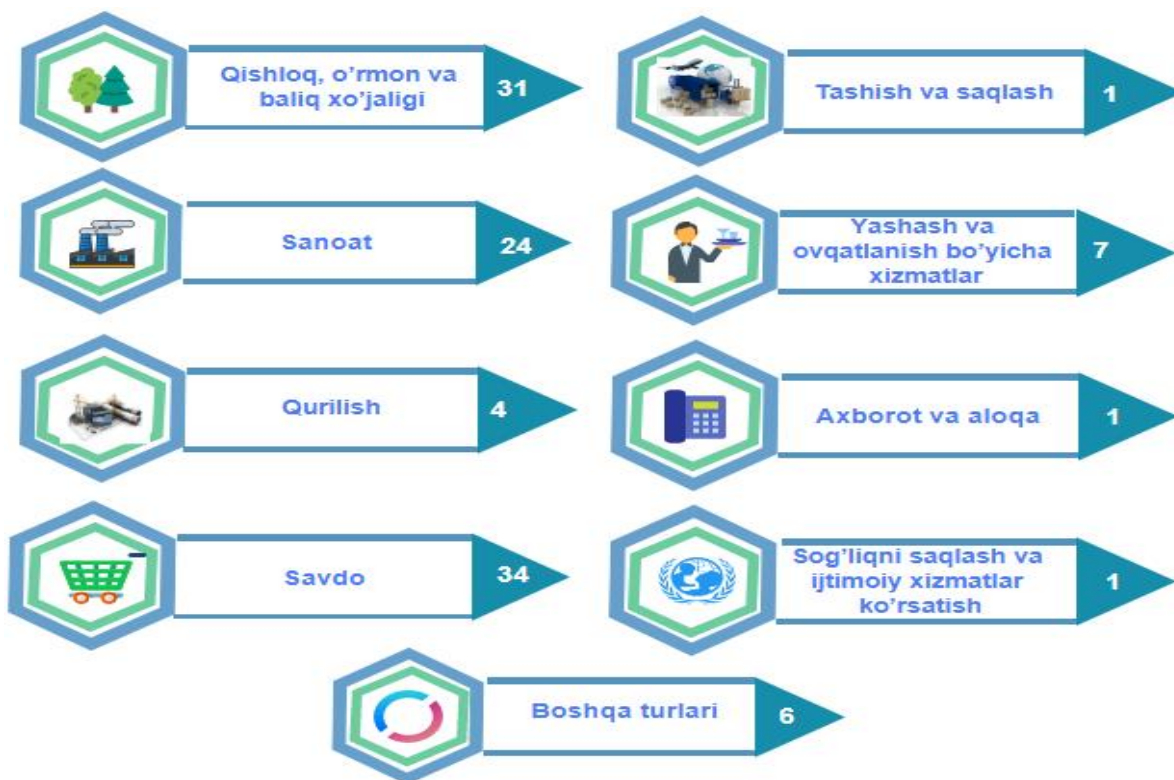 Qishloq, o’rmon va
baliq xo’jaligi
31
Tashish va saqlash
1
Sanoat
24
Yashash va
ovqatlanish bo’yicha
xizmatlar
7
Qurilish
4
Axborot va aloqa
1
Savdo
34
Sog’liqni saqlash va
ijtimoiy xizmatlar
ko’rsatish
1
Boshqa turlari
6